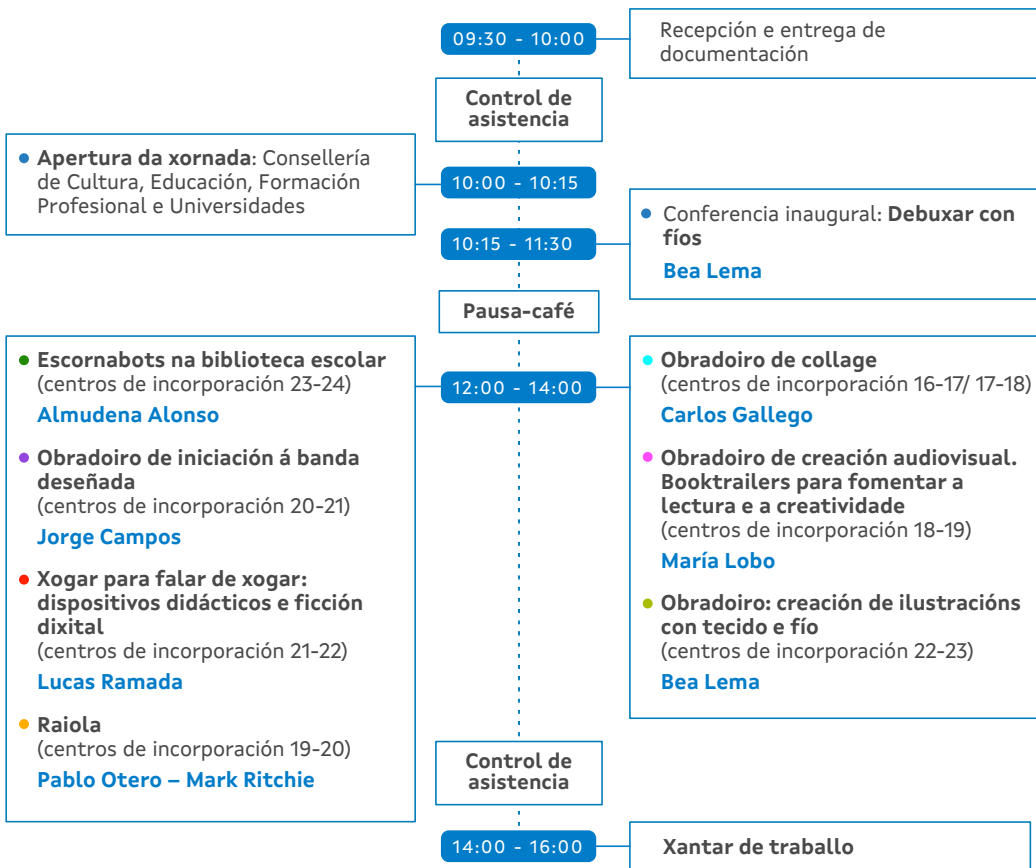 09:30 - 10:00
Recepción e entrega de
documentación
Control de
asistencia
• Apertura da xornada: Consellería
de Cultura, Educación, Formación
Profesional e Universidades
10:00 - 10:15
10:15 - 11:30
• Conferencia inaugural: Debuxar con
fíos
Bea Lema
Pausa-café
12:00 - 14:00
• Escornabots na biblioteca escolar
(centros de incorporación 23-24)
Almudena Alonso
• Obradoiro de iniciación á banda
deseñada
(centros de incorporación 20-21)
Jorge Campos
• Xogar para falar de xogar:
dispositivos didácticos e ficción
dixital
(centros de incorporación 21-22)
Lucas Ramada
• Raiola
(centros de incorporación 19-20)
Pablo Otero – Mark Ritchie
• Obradoiro de collage
(centros de incorporación 16-17/ 17-18)
Carlos Gallego
• Obradoiro de creación audiovisual.
Booktrailers para fomentar a
lectura e a creatividade
(centros de incorporación 18-19)
María Lobo
• Obradoiro: creación de ilustracións
con tecido e fío
(centros de incorporación 22-23)
Bea Lema
Control de
asistencia
14:00 - 16:00
Xantar de traballo